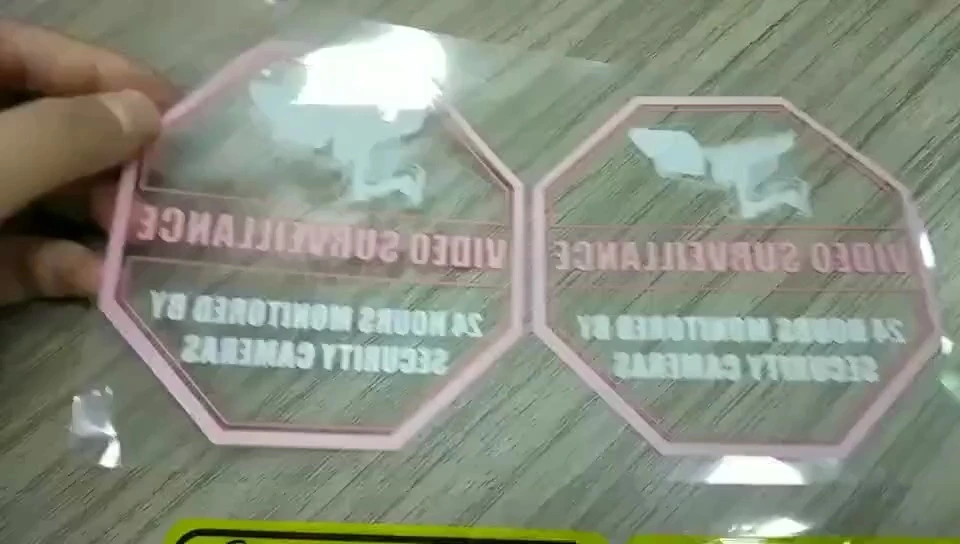 VIDEO SURVEILLANCE
24 HOURS MONITORED BY
SECURITY CAMERAS
VIDEO SURVEILLANCE
24 HOURS MONITORED BY
SECURITY CAMERAS